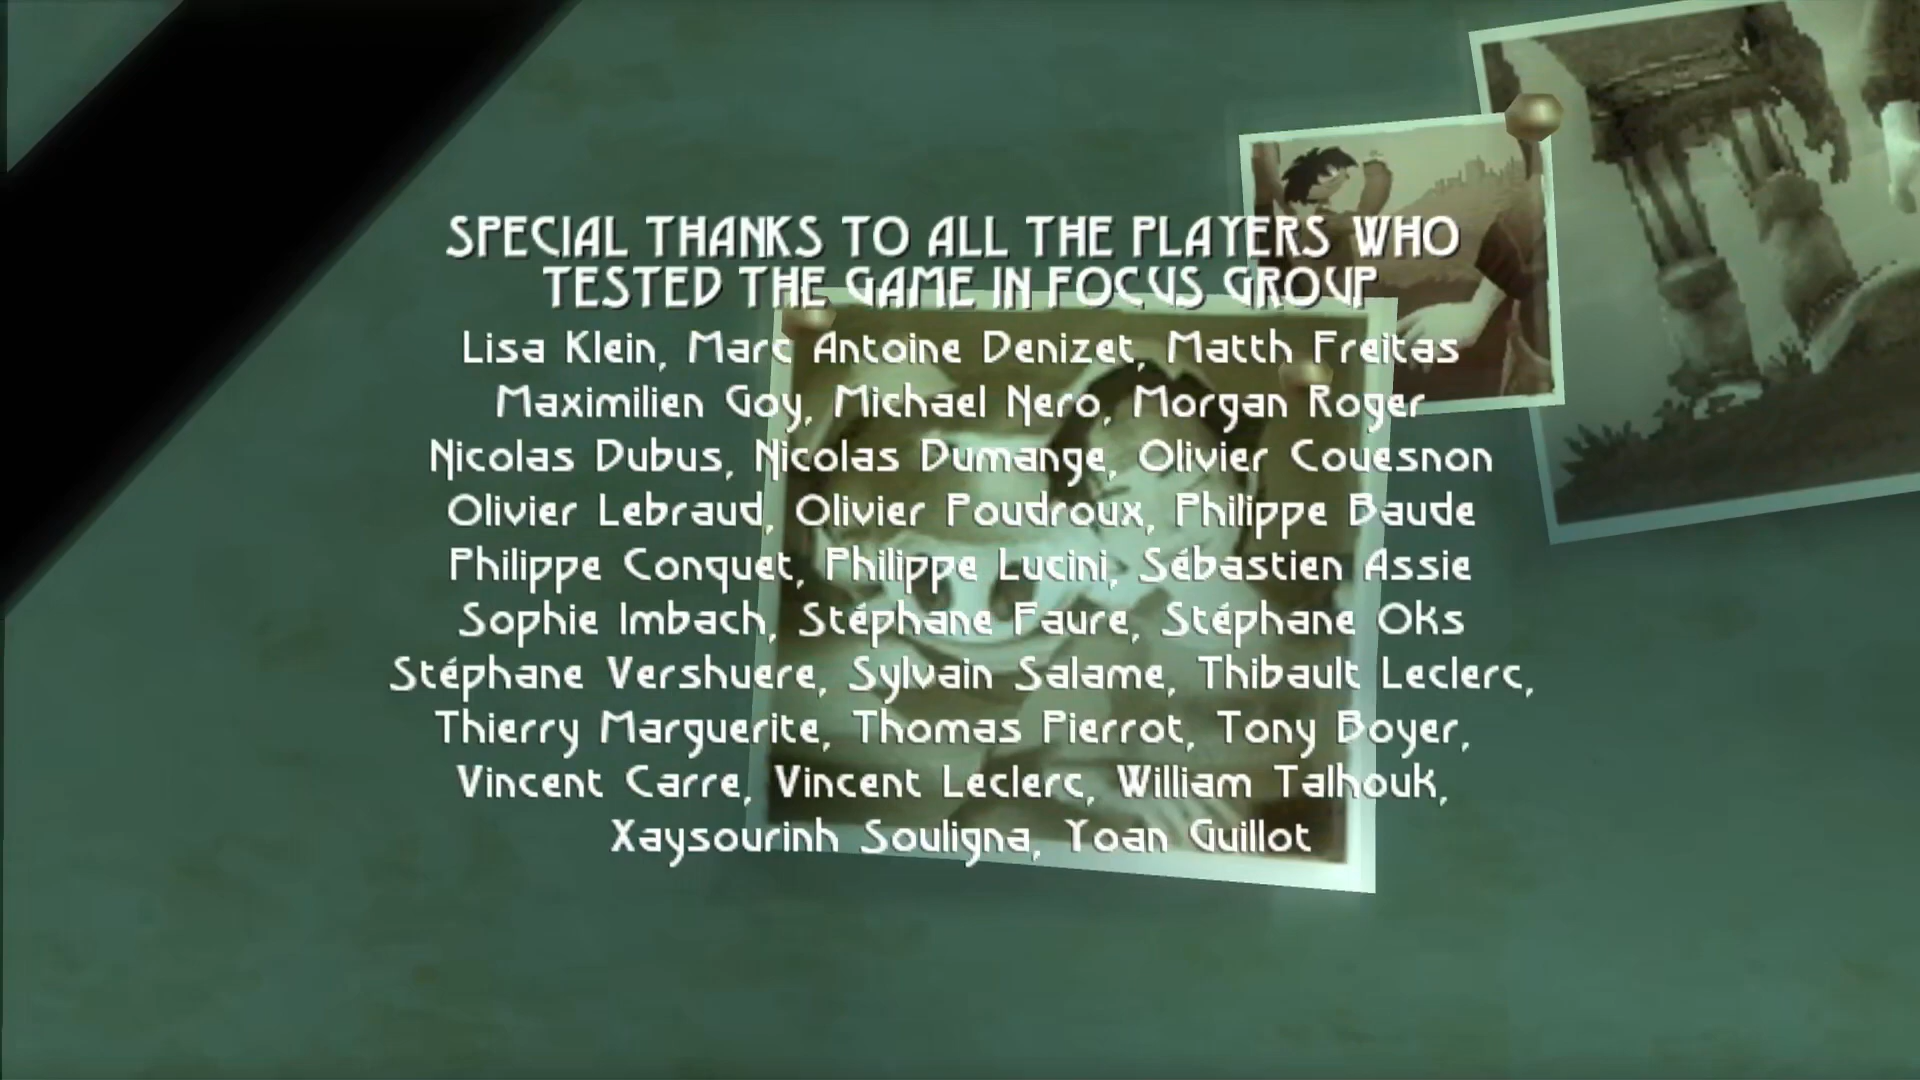 SPECIAL THANKS TO ALL THE PLAYERS WHO
TESTED THE GAME IN FOCUS GROUP
Lisa Klein, Marc Antoine Denizet, Matth Freitas
Maximilien Goy, Michael Nero, Morgan Roger
Nicolas Dubus, Nicolas Dumange, Olivier Couesnon
Olivier Lebraud, Olivier Poudroux, Philippe Baude
Philippe Conquet, Philippe Lucini, Sébastien Assie
Sophie Imbach, Stéphane Faure, Stéphane Oks
Stéphane Vershuere, Sylvain Salame, Thibault Leclerc,
Thierry Marguerite, Thomas Pierrot, Tony Boyer,
Vincent Carre, Vincent Leclerc, William Talhouk,
Xaysourinh Souligna, Yoan Guillot